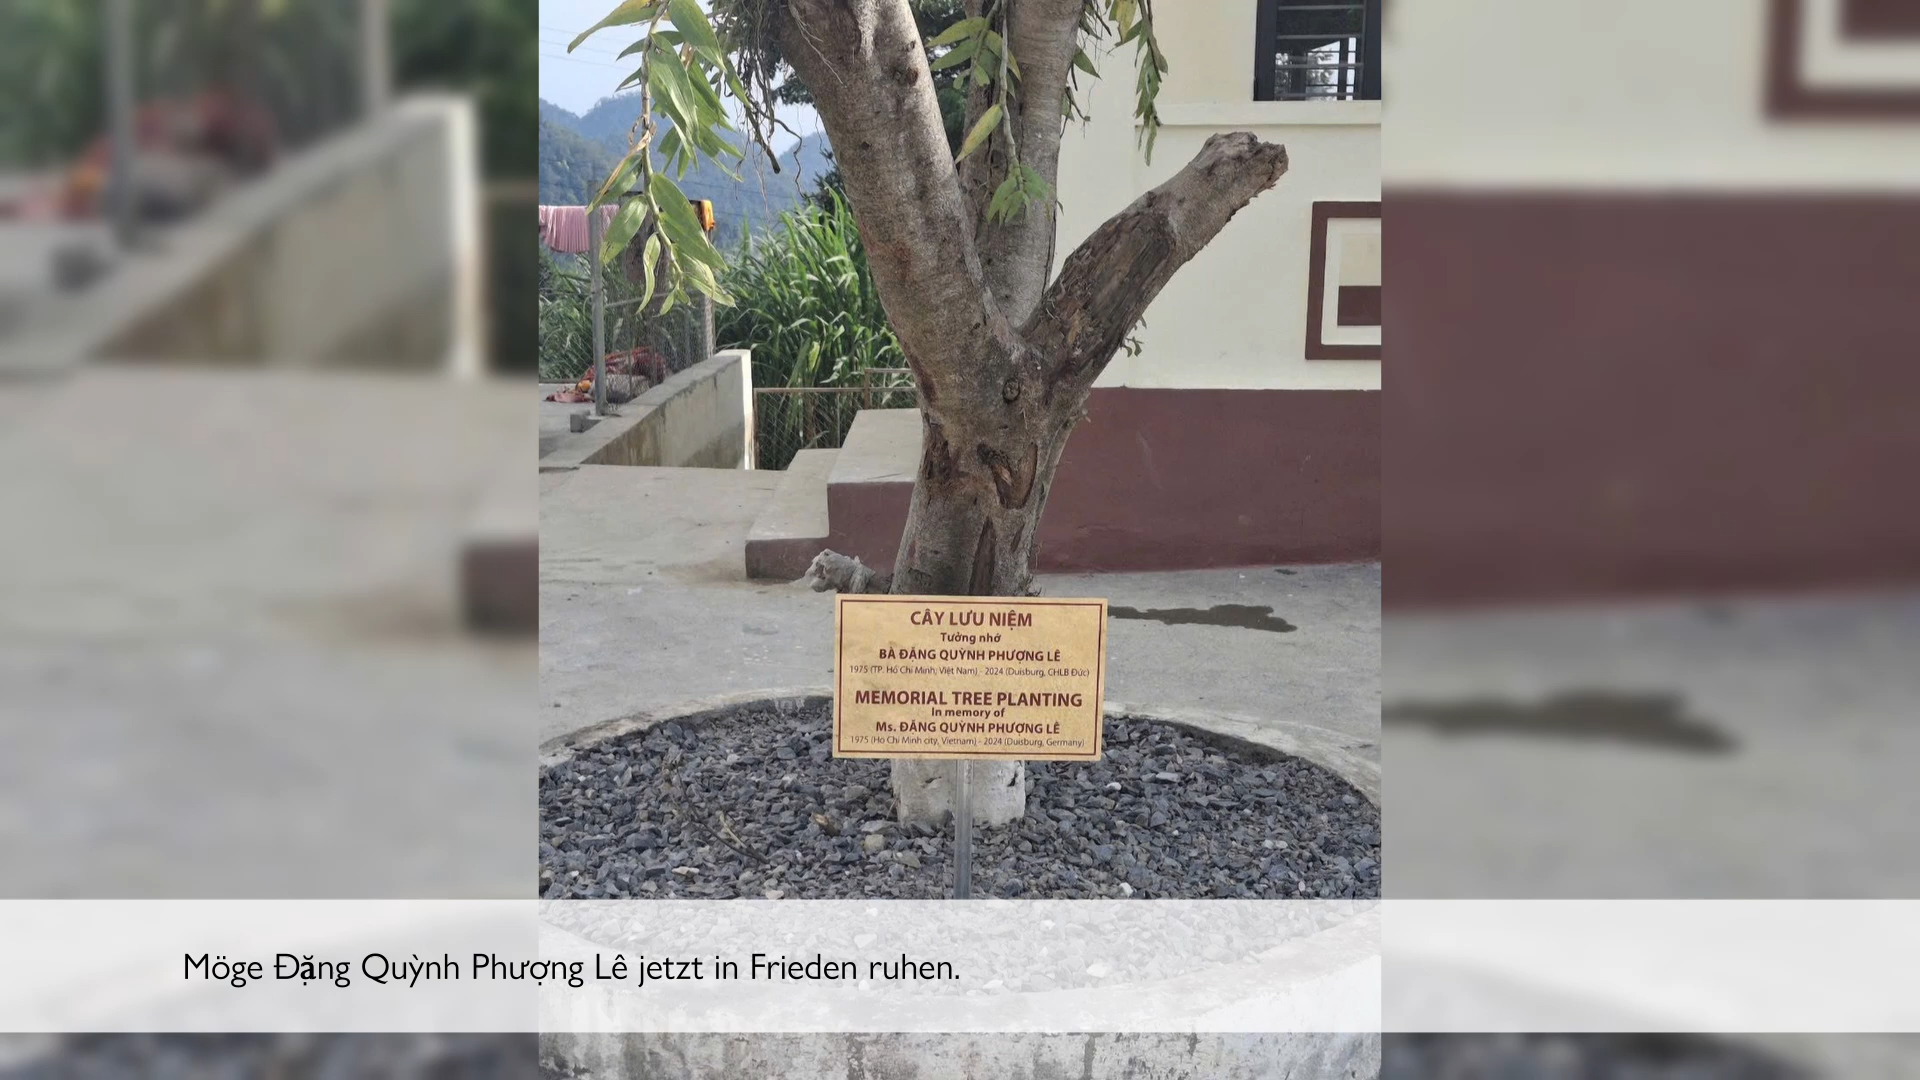 CÂY LƯU NIỆM
Tưởng nhớ
BÀ ĐẶNG QUỲNH PHƯỢNG LÊ
1975 (TP. Hồ Chí Minh, Việt Nam) - 2024 (Duisburg, CHLB Đức)
MEMORIAL TREE PLANTING
In memory of
Ms. ĐẶNG QUỲNH PHƯỢNG LÊ
1975 (Ho Chi Minh city, Vietnam) - 2024 (Duisburg, Germany)
Möge Đặng Quỳnh Phượng Lê jetzt in Frieden ruhen.